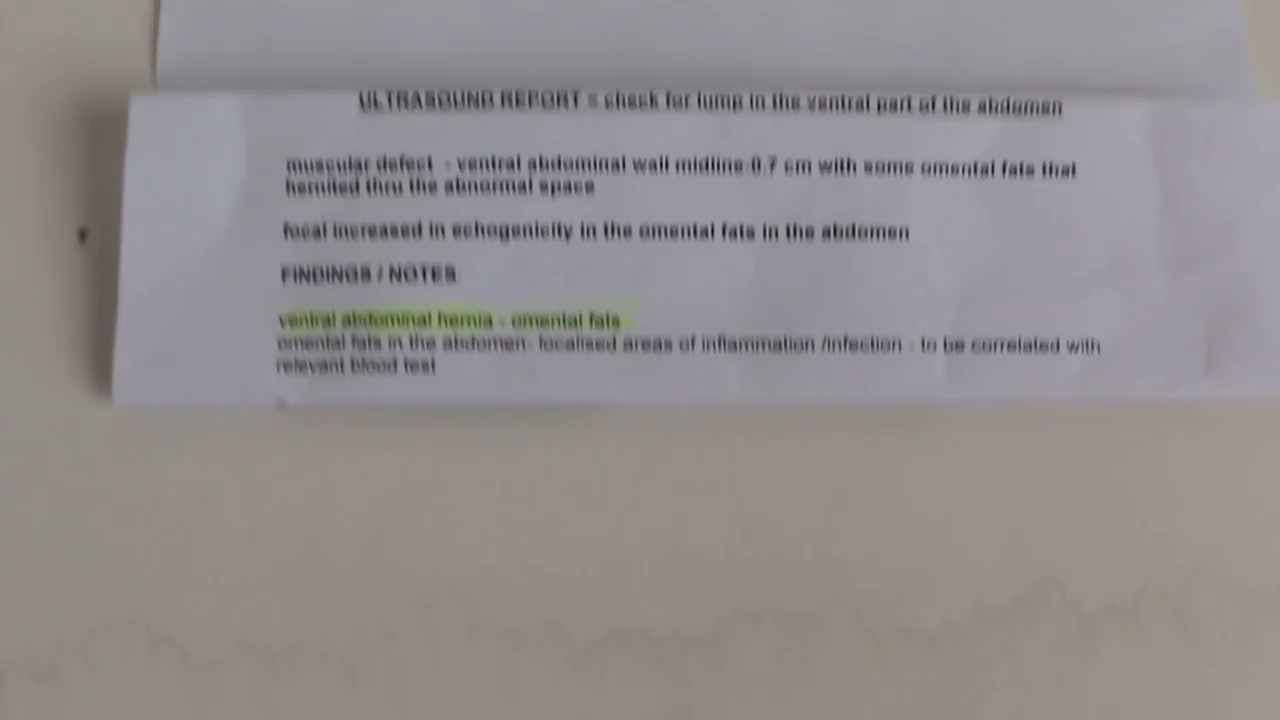 ULTRASOUND REPORT = check for lump in the ventral part of the abdomen
muscular defect - ventral abdominal wall midline 0.7 cm with some omental fats that
hernited thru the abnormal space
focal increased in echogenicity in the omental fats in the abdomen
FINDINGS / NOTES
ventral abdominal hernia - omental fats
omental fats in the abdomen- localised areas of inflammation /infection - to be correlated with
relevant blood test